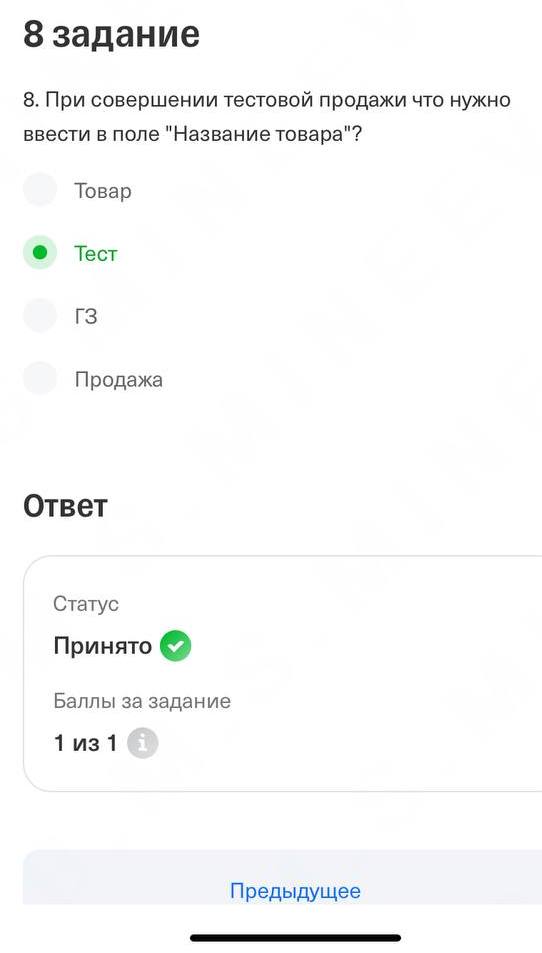 8 задание
8. При совершении тестовой продажи что нужно
ввести в поле "Название товара"?
Товар
Тест
ГЗ
Продажа
Ответ
Статус
Принято
Баллы за задание
1 из 1
Предыдущее